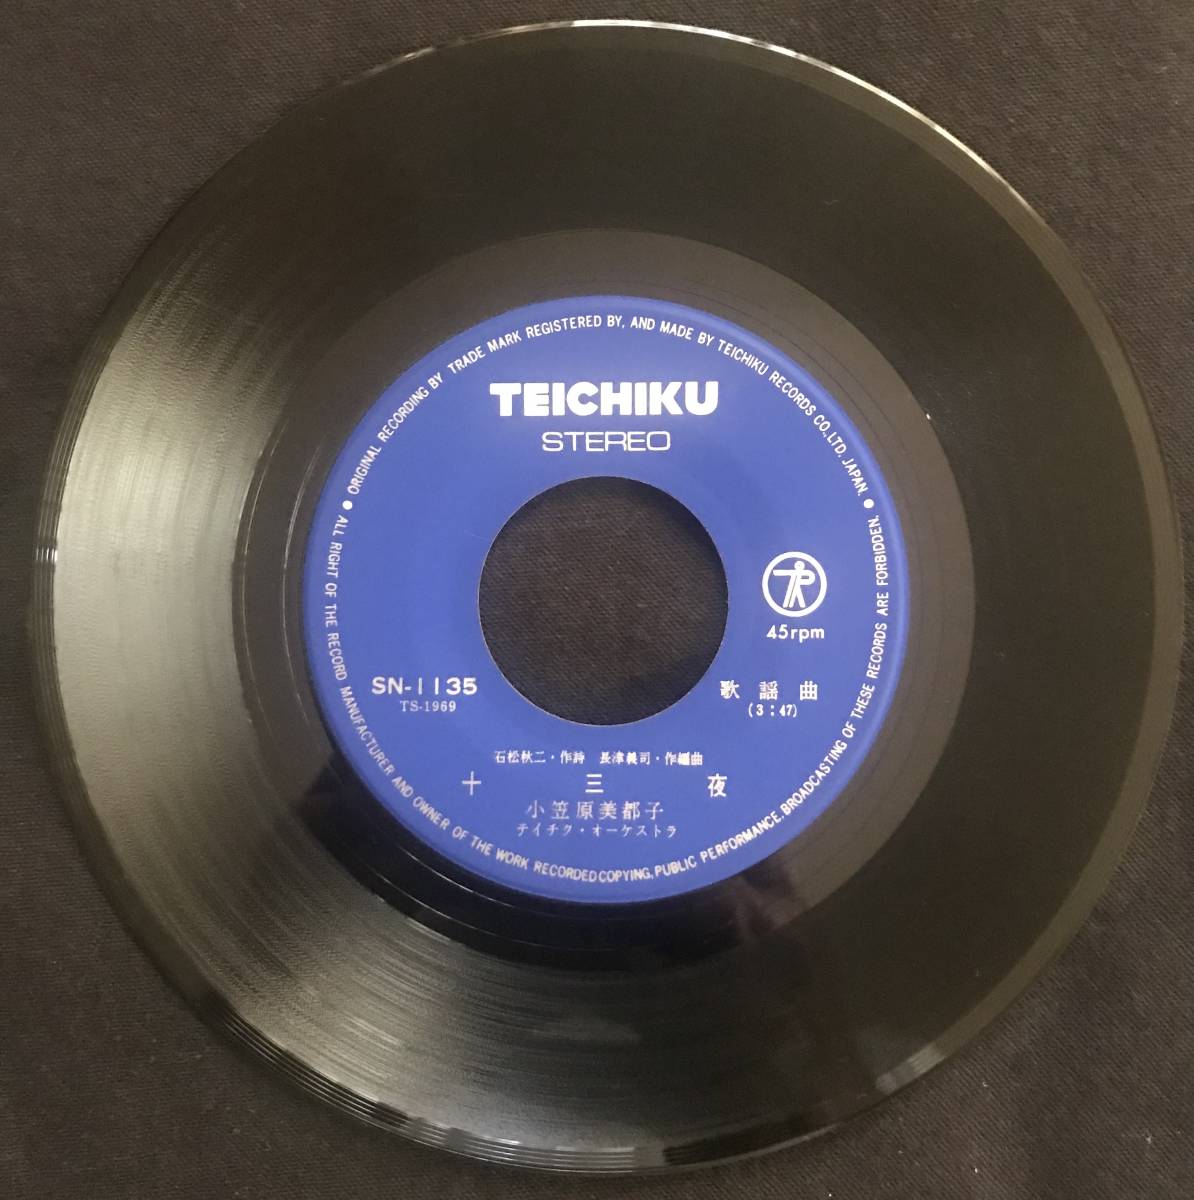 ● ORIGINAL RECORDING BY TRADE MARK REGISTERED BY, AND MADE BY TEICHIKU RECORDS CO., LTD. JAPAN. ●
ALL RIGHT OF THE RECORD MANUFACTURER AND OWNER OF THE WORK RECORDED COPYING, PUBLIC PERFORMANCE, BROADCASTING OF THESE RECORDS ARE FORBIDDEN.
TEICHIKU
STEREO
45rpm
SN-1135
TS-1969
歌謡曲
(3:47)
石松秋二・作詩 長津義司・作編曲
十三夜
小笠原美都子
テイチク・オーケストラ